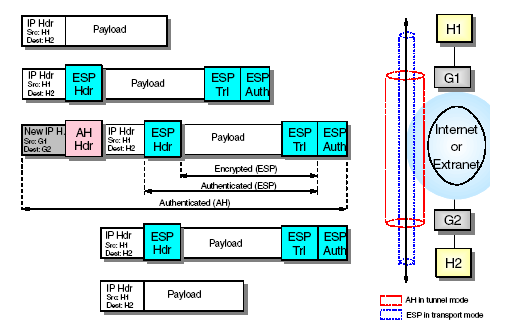 IP Hdr
Src: H1
Dest: H2
Payload
IP Hdr
Src: H1
Dest: H2
ESP
Hdr
Payload
ESP
Trl
ESP
Auth
New IP H.
Src: G1
Dest: G2
AH
Hdr
IP Hdr
Src: H1
Dest: H2
ESP
Hdr
Payload
ESP
Trl
ESP
Auth
Encrypted (ESP)
Authenticated (ESP)
Authenticated (AH)
IP Hdr
Src: H1
Dest: H2
ESP
Hdr
Payload
ESP
Trl
ESP
Auth
IP Hdr
Src: H1
Dest: H2
Payload
H1
G1
Internet
or
Extranet
G2
H2
AH in tunnel mode
ESP in transport mode